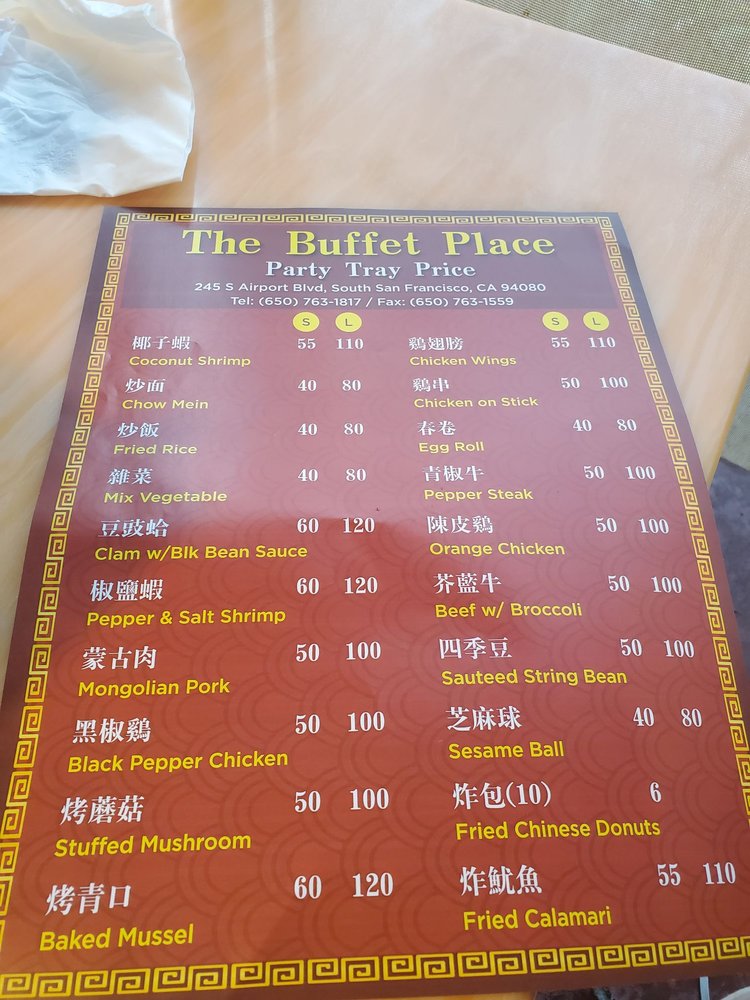 The Buffet Place
Party Tray Price
245 S Airport Blvd, South San Francisco, CA 94080
Tel: (650) 763-1817 / Fax: (650) 763-1559
S L
椰子蝦 55 110
Coconut Shrimp
炒面 40 80
Chow Mein
炒飯 40 80
Fried Rice
雜菜 40 80
Mix Vegetable
豆豉蛤 60 120
Clam w/Blk Bean Sauce
椒鹽蝦 60 120
Pepper & Salt Shrimp
蒙古肉 50 100
Mongolian Pork
黑椒鷄 50 100
Black Pepper Chicken
烤蘑菇 50 100
Stuffed Mushroom
烤青口 60 120
Baked Mussel
S L
鷄翅膀 55 110
Chicken Wings
鷄串 50 100
Chicken on Stick
春卷 40 80
Egg Roll
青椒牛 50 100
Pepper Steak
陳皮鷄 50 100
Orange Chicken
芥藍牛 50 100
Beef w/ Broccoli
四季豆 50 100
Sauteed String Bean
芝麻球 40 80
Sesame Ball
炸包(10) 6
Fried Chinese Donuts
炸魷魚 55 110
Fried Calamari